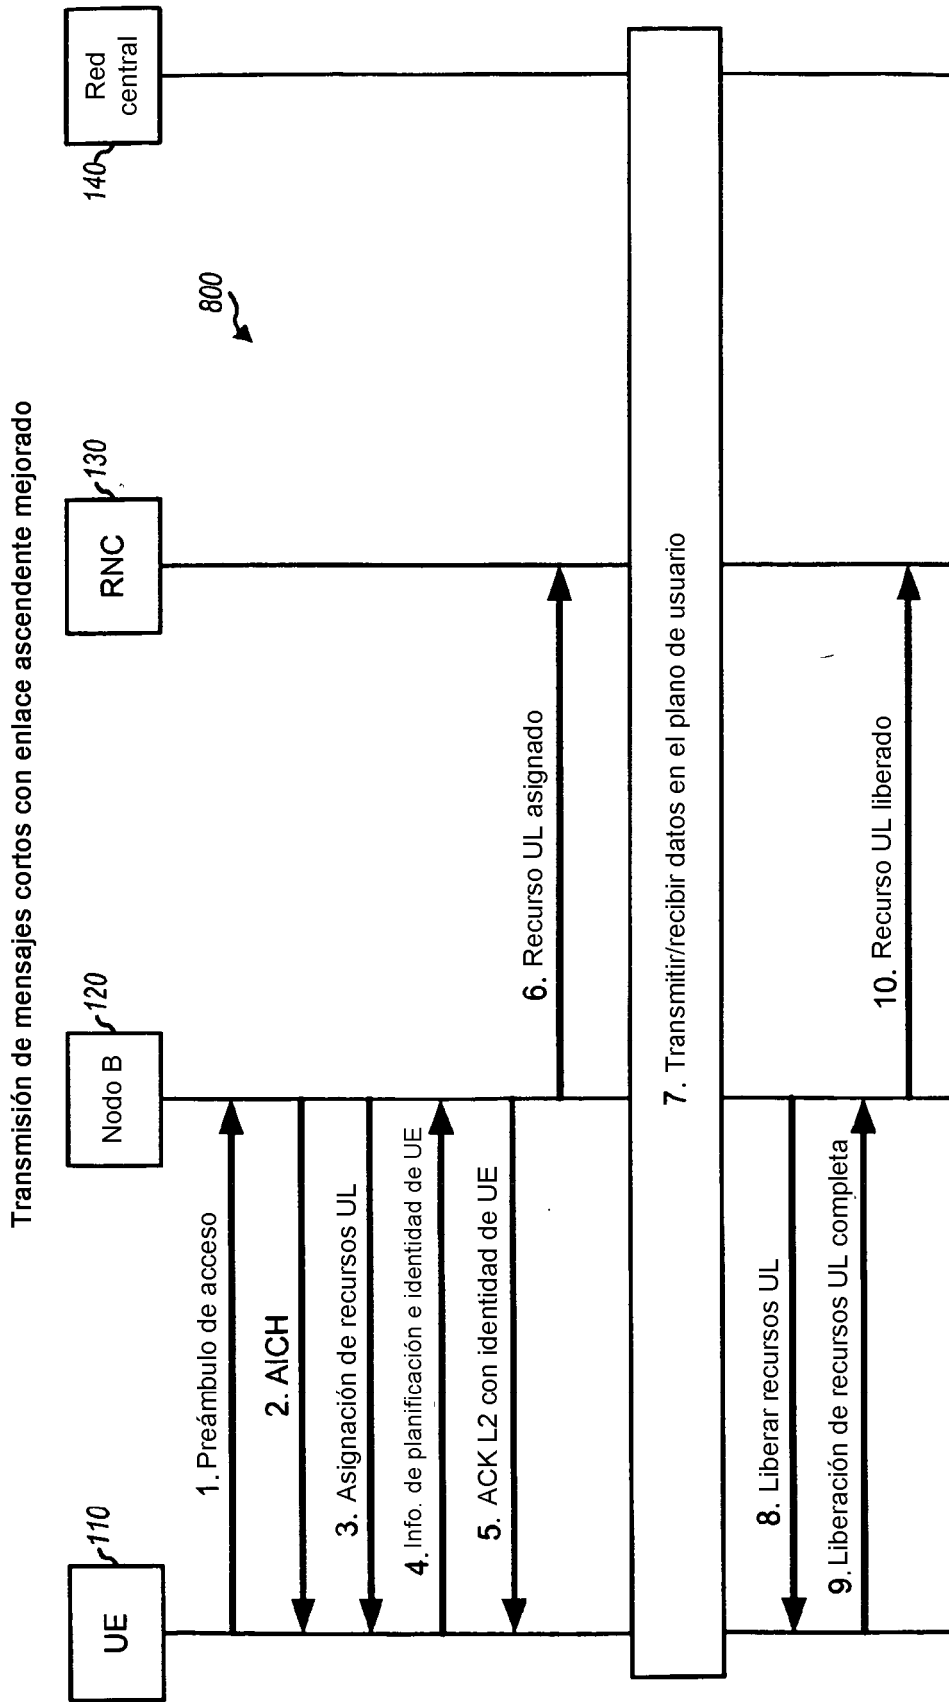 Transmisión de mensajes cortos con enlace ascendente mejorado
UE
110
Nodo B
120
RNC
130
Red
central
140
800
1. Preámbulo de acceso
2. AICH
3. Asignación de recursos UL
4. Info. de planificación e identidad de UE
5. ACK L2 con identidad de UE
6. Recurso UL asignado
7. Transmitir/recibir datos en el plano de usuario
8. Liberar recursos UL
9. Liberación de recursos UL completa
10. Recurso UL liberado